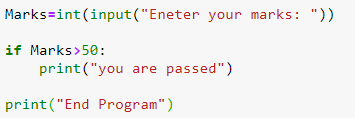 Marks=int(input("Eneter your marks: "))
if Marks>50:
    print("you are passed")
print("End Program")